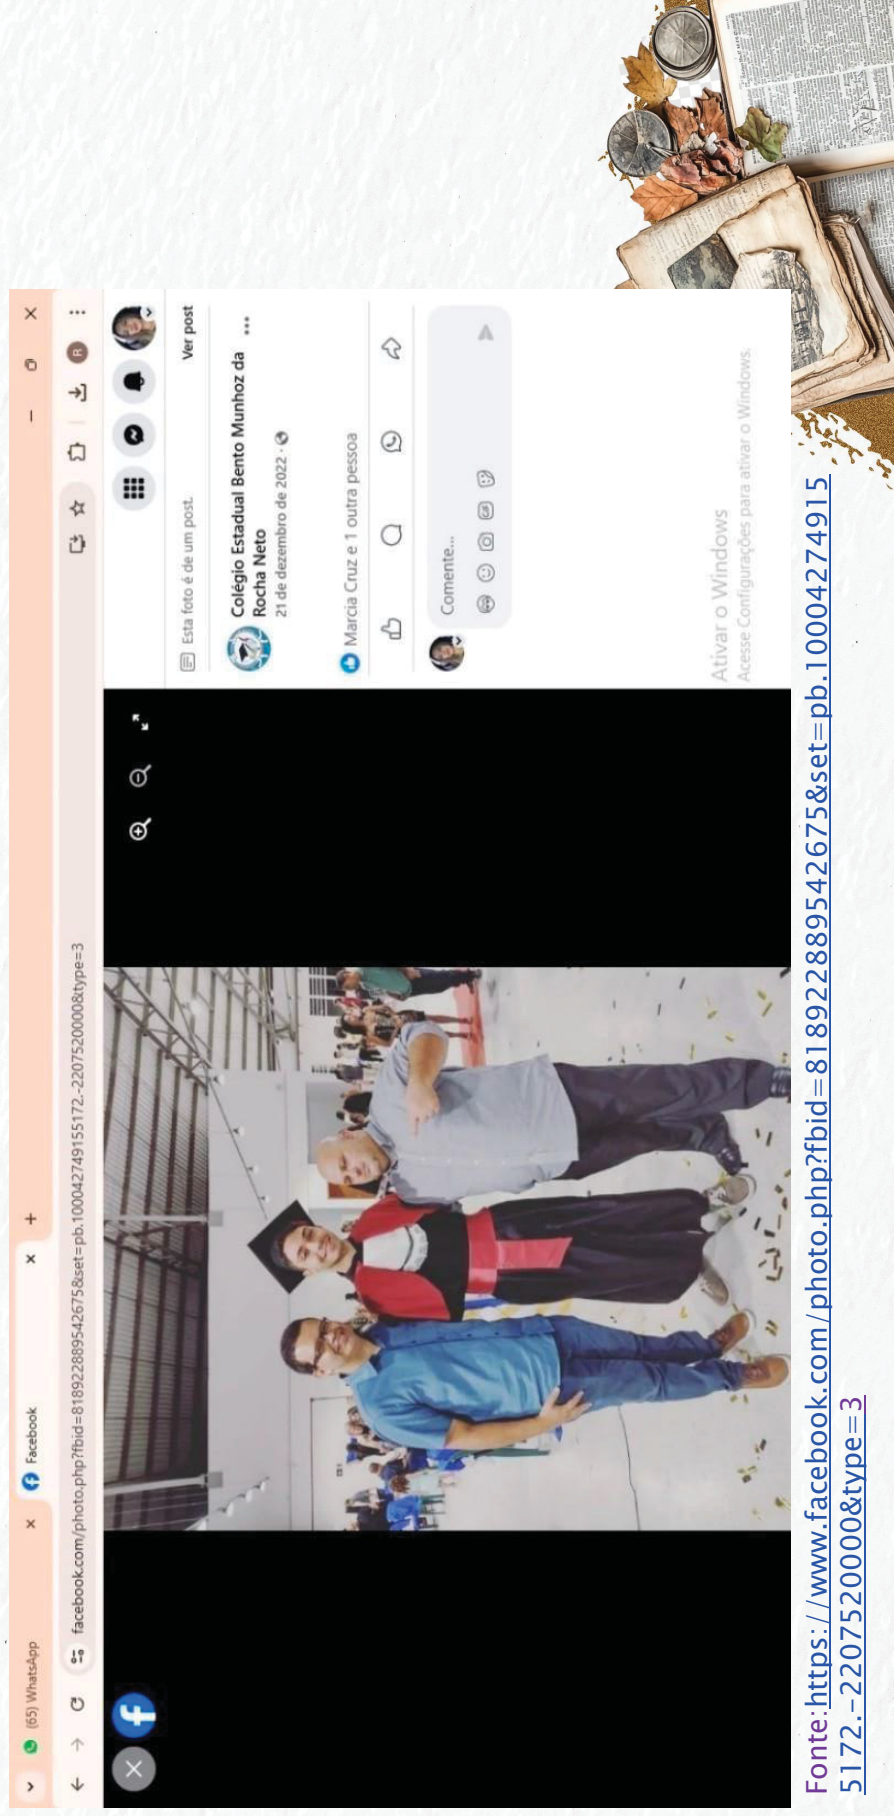 (65) WhatsApp
Facebook
facebook.com/photo.php?fbid=818922889542675&set=pb.100042749155172.-2207520000&type=3
R
Esta foto é de um post.
Ver post
Colégio Estadual Bento Munhoz da
Rocha Neto
21 de dezembro de 2022 ·
Marcia Cruz e 1 outra pessoa
Comente...
GIF
Ativar o Windows
Acesse Configurações para ativar o Windows.
Fonte:https://www.facebook.com/photo.php?fbid=818922889542675&set=pb.10004274915
5172.-2207520000&type=3